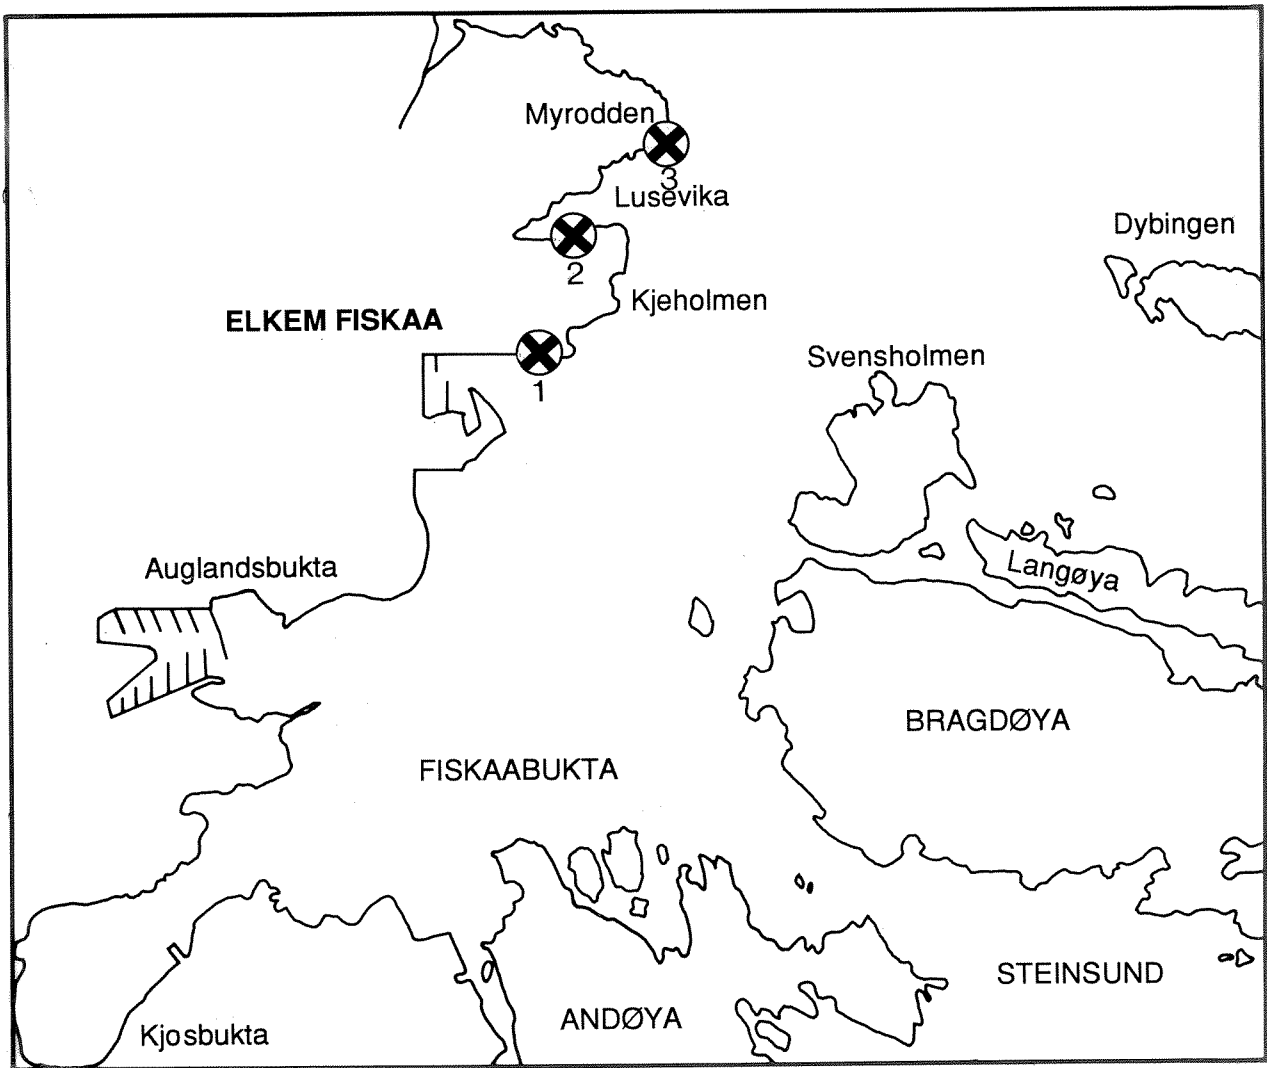 Myrodden
3
Lusevika
Dybingen
2
Kjeholmen
ELKEM FISKAA
Svensholmen
1
Auglandsbukta
Langøya
BRAGDØYA
FISKAABUKTA
STEINSUND
ANDØYA
Kjosbukta